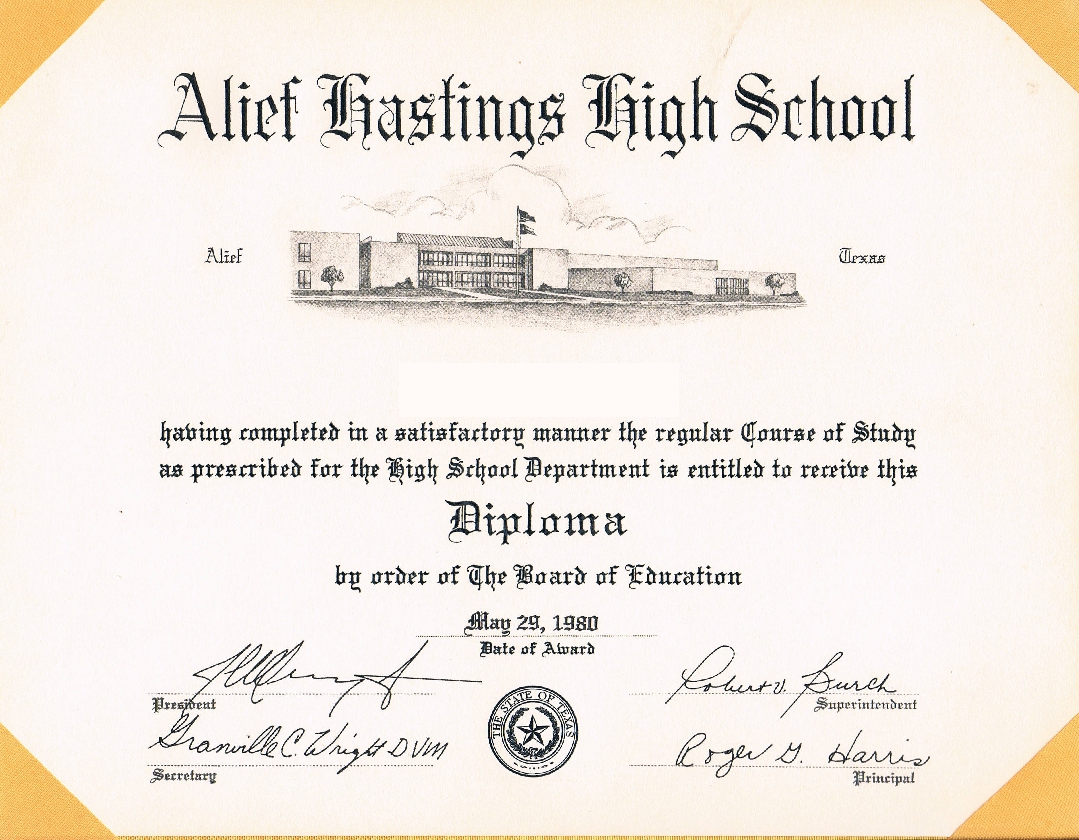 Alief Hastings High School
Alief
Texas
having completed in a satisfactory manner the regular Course of Study
as prescribed for the High School Department is entitled to receive this
Diploma
by order of The Board of Education
May 29, 1980
Date of Award
Robert V. Burch
President
Superintendent
Granville C. Wright DVM
THE STATE OF TEXAS
Roger G. Harris
Secretary
Principal